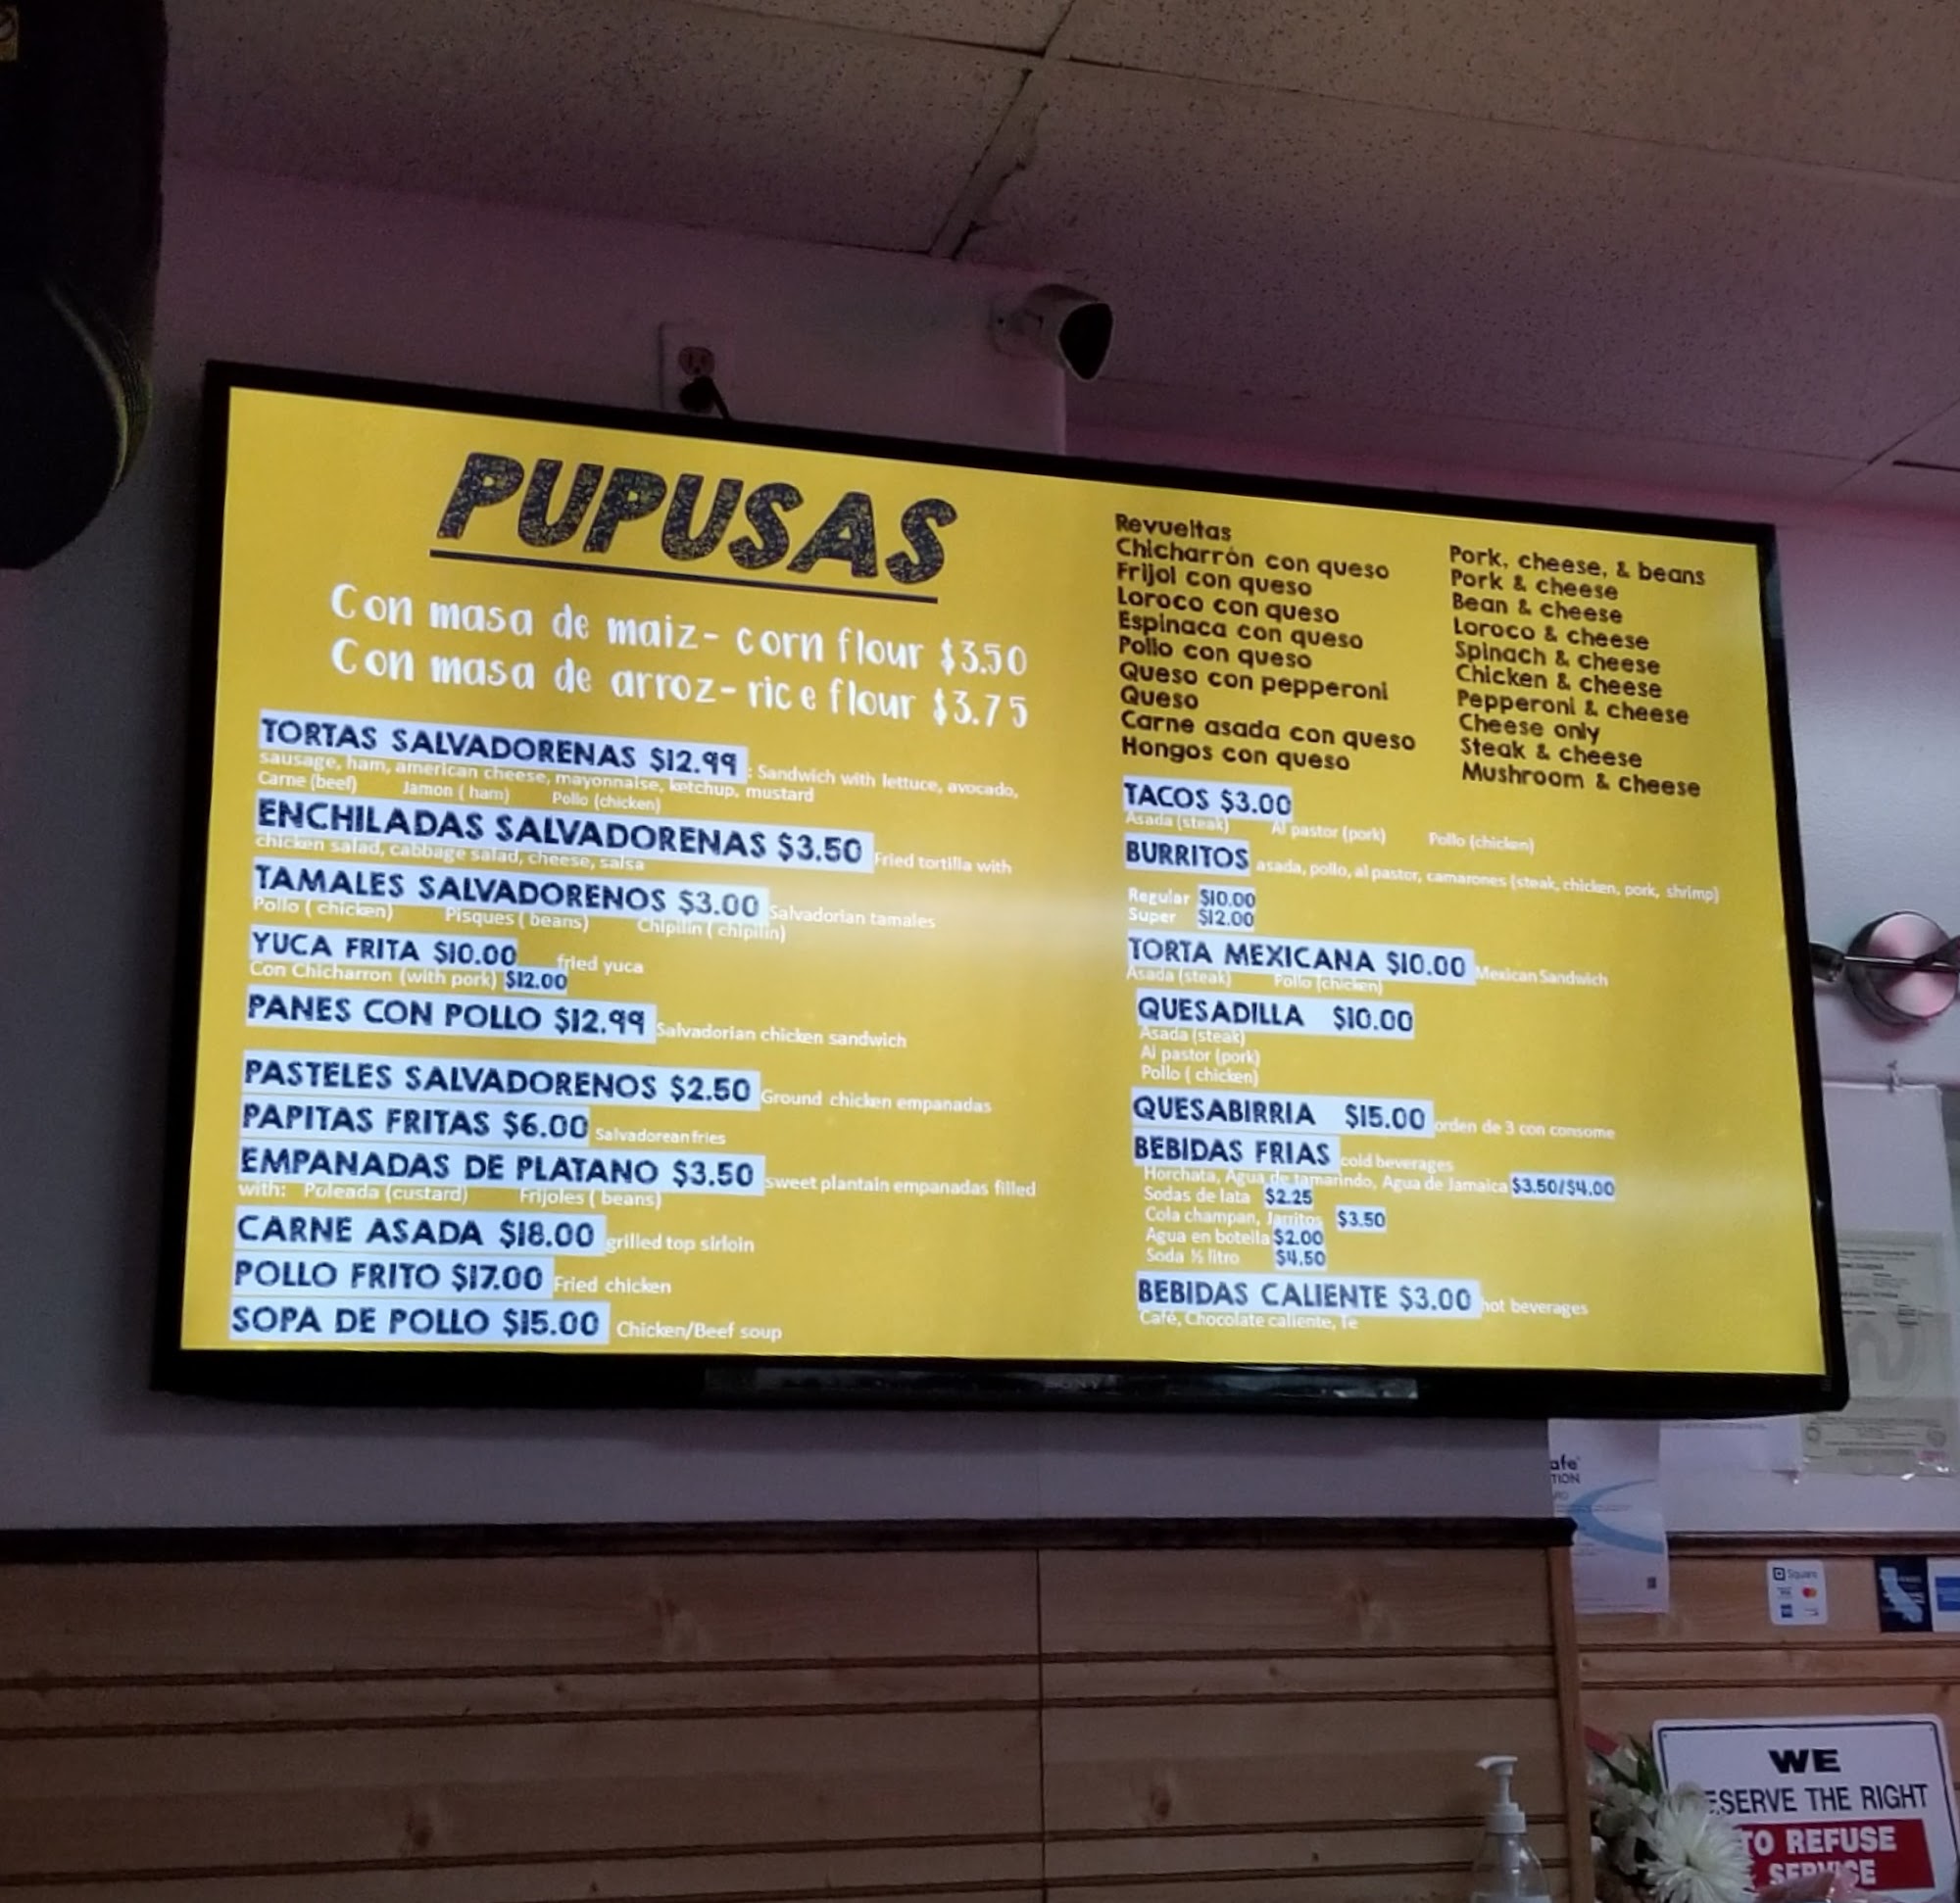 PUPUSAS
Con masa de maiz- corn flour $3.50
Con masa de arroz- rice flour $3.75
TORTAS SALVADORENAS $12.99 : Sandwich with lettuce, avocado,
sausage, ham, american cheese, mayonnaise, ketchup, mustard
Carne (beef) Jamon ( ham) Pollo (chicken)
ENCHILADAS SALVADORENAS $3.50 Fried tortilla with
chicken salad, cabbage salad, cheese, salsa
TAMALES SALVADORENOS $3.00 Salvadorian tamales
Pollo ( chicken) Pisques ( beans) Chipilin ( chipilin)
YUCA FRITA $10.00 fried yuca
Con Chicharron (with pork) $12.00
PANES CON POLLO $12.99 Salvadorian chicken sandwich
PASTELES SALVADORENOS $2.50 Ground chicken empanadas
PAPITAS FRITAS $6.00 Salvadorean fries
EMPANADAS DE PLATANO $3.50 sweet plantain empanadas filled
with: Poleada (custard) Frijoles ( beans)
CARNE ASADA $18.00 grilled top sirloin
POLLO FRITO $17.00 Fried chicken
SOPA DE POLLO $15.00 Chicken/Beef soup
Revueltas Pork, cheese, & beans
Chicharrón con queso Pork & cheese
Frijol con queso Bean & cheese
Loroco con queso Loroco & cheese
Espinaca con queso Spinach & cheese
Pollo con queso Chicken & cheese
Queso con pepperoni Pepperoni & cheese
Queso Cheese only
Carne asada con queso Steak & cheese
Hongos con queso Mushroom & cheese
TACOS $3.00
Asada (steak) Al pastor (pork) Pollo (chicken)
BURRITOS asada, pollo, al pastor, camarones (steak, chicken, pork, shrimp)
Regular $10.00
Super $12.00
TORTA MEXICANA $10.00 Mexican Sandwich
Asada (steak) Pollo (chicken)
QUESADILLA $10.00
Asada (steak)
Al pastor (pork)
Pollo ( chicken)
QUESABIRRIA $15.00 orden de 3 con consome
BEBIDAS FRIAS cold beverages
Horchata, Agua de tamarindo, Agua de Jamaica $3.50/$4.00
Sodas de lata $2.25
Cola champan, Jarritos $3.50
Agua en botella $2.00
Soda ½ litro $4.50
BEBIDAS CALIENTE $3.00 hot beverages
Café, Chocolate caliente, Te
SONY
afe
TION
Square
WE
ESERVE THE RIGHT
TO REFUSE
SERVICE